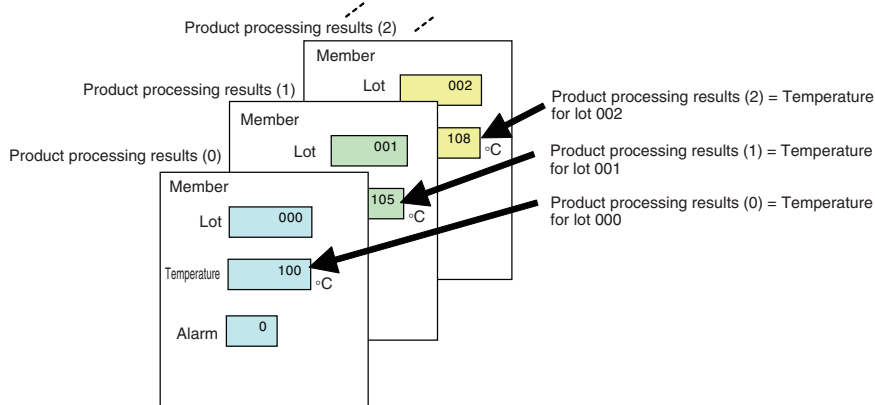 Product processing results (2)
Member
Lot 002
108 °C
Product processing results (1)
Member
Lot 001
105 °C
Product processing results (0)
Member
Lot 000
Temperature 100 °C
Alarm 0
Product processing results (2) = Temperature
for lot 002
Product processing results (1) = Temperature
for lot 001
Product processing results (0) = Temperature
for lot 000